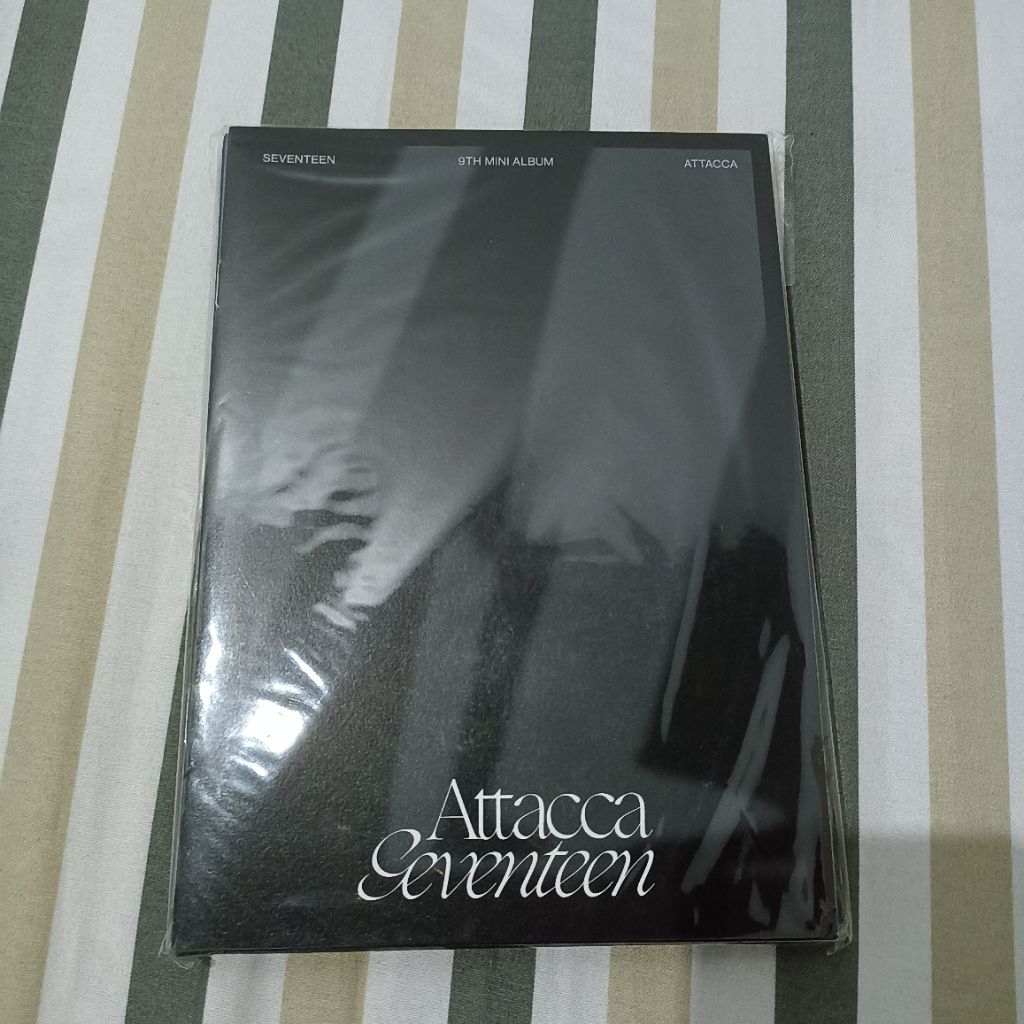 SEVENTEEN 9TH MINI ALBUM ATTACCA
Attacca
Seventeen